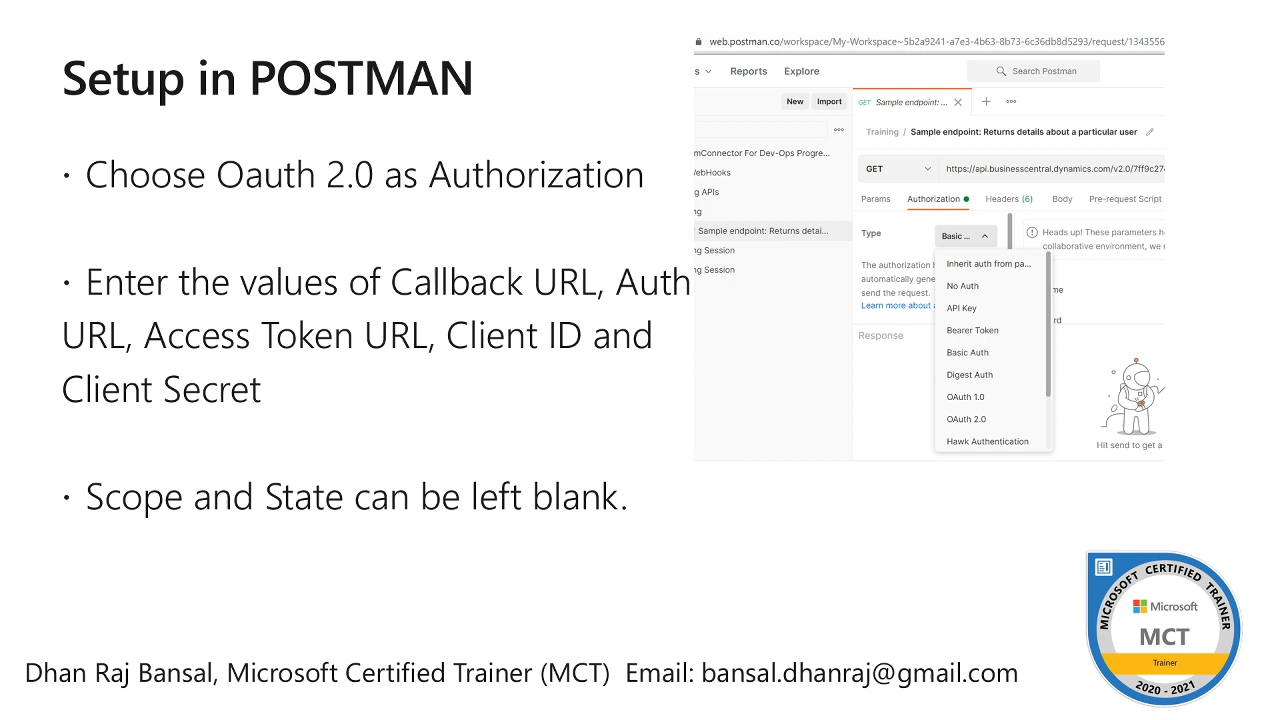 Setup in POSTMAN
· Choose Oauth 2.0 as Authorization
· Enter the values of Callback URL, Auth
URL, Access Token URL, Client ID and
Client Secret
· Scope and State can be left blank.
web.postman.co/workspace/My-Workspace~5b2a9241-a7e3-4b63-8b73-6c36db8d5293/request/1343556
s Reports Explore Search Postman
New Import
GET Sample endpoint: ...
Training / Sample endpoint: Returns details about a particular user
mConnector For Dev-Ops Progre...
GET https://api.businesscentral.dynamics.com/v2.0/7ff9c27
WebHooks
g APIs
Params Authorization Headers (6) Body Pre-request Script
ng
Sample endpoint: Returns detai...
ng Session
ng Session
Type Basic ...
Heads up! These parameters h
collaborative environment, we
The authorization
automatically gene
send the request.
Learn more about a
Inherit auth from pa...
No Auth
API Key
Bearer Token
Basic Auth
Digest Auth
OAuth 1.0
OAuth 2.0
Hawk Authentication
me
rd
Response
Hit send to get a
MICROSOFT CERTIFIED TRAINER
Microsoft
MCT
Trainer
2020 - 2021
Dhan Raj Bansal, Microsoft Certified Trainer (MCT) Email: bansal.dhanraj@gmail.com